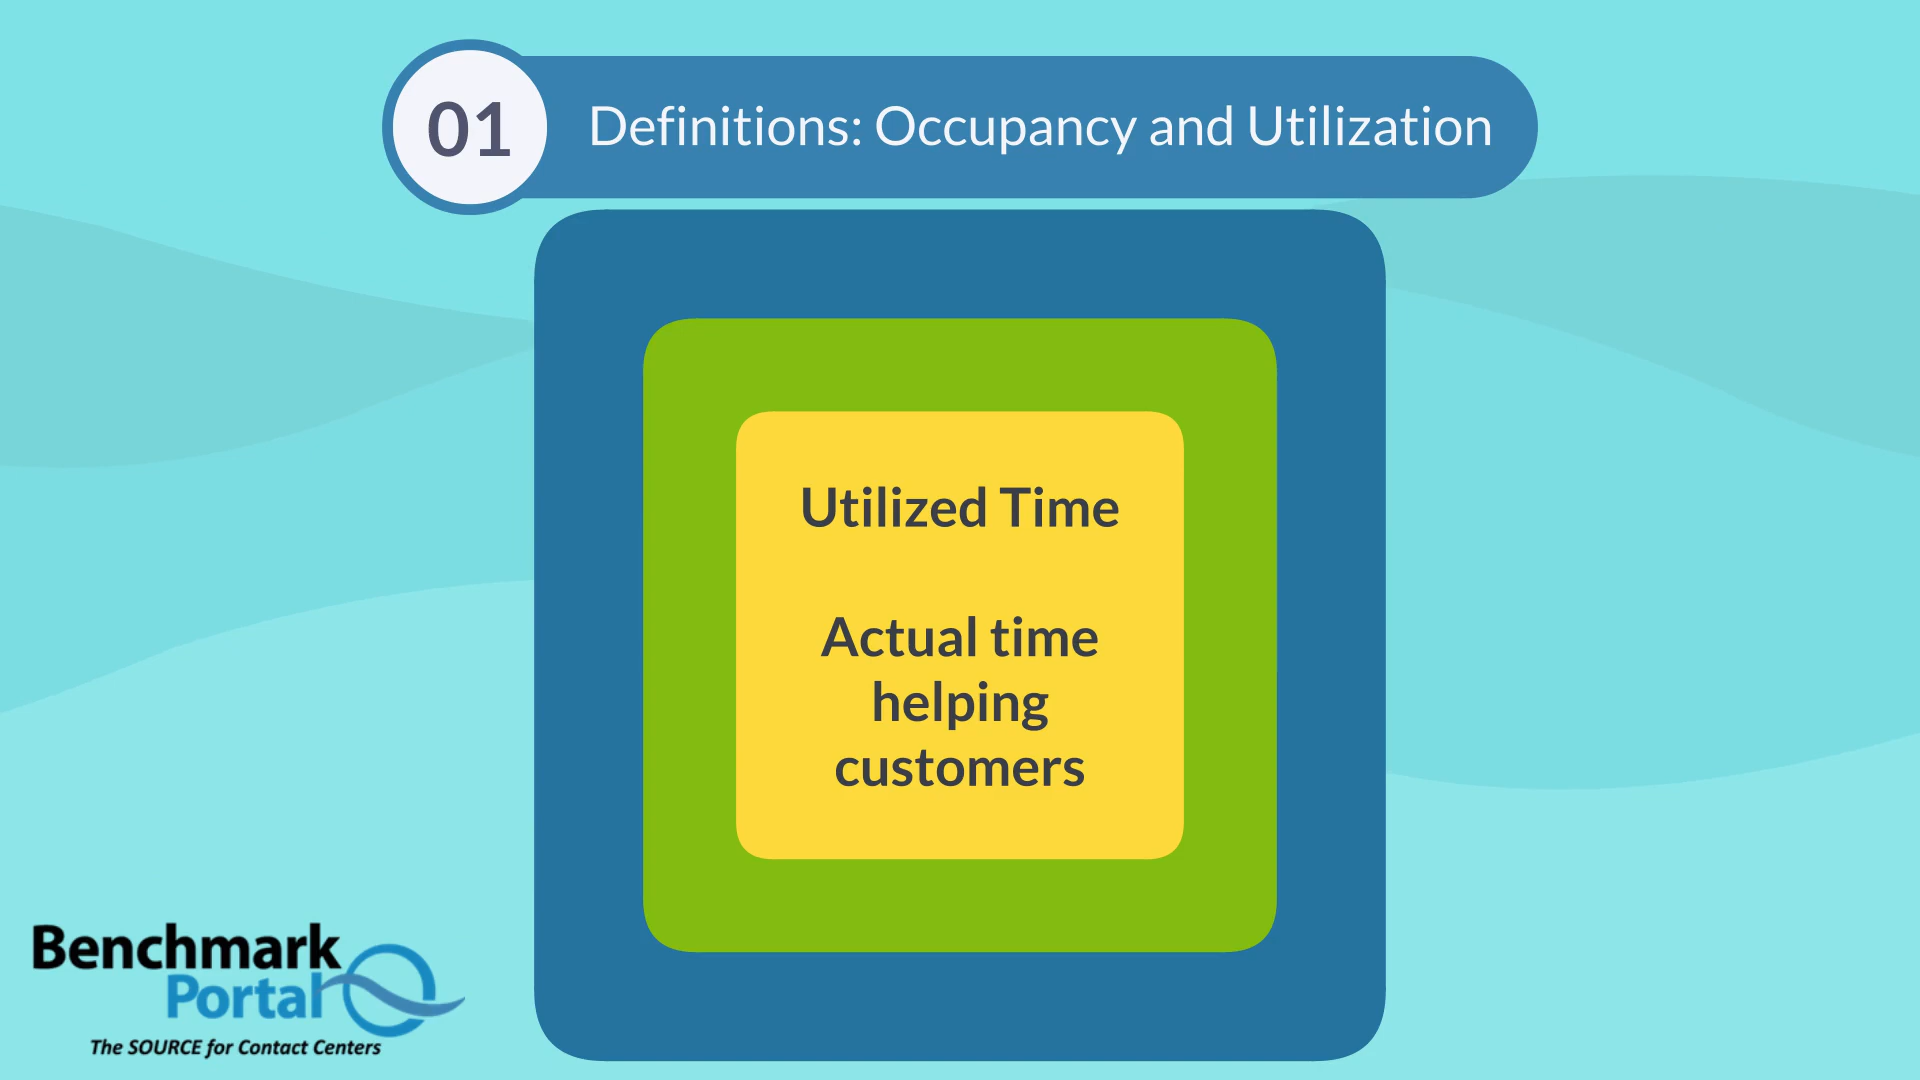 01
Definitions: Occupancy and Utilization
Utilized Time
Actual time
helping
customers
Benchmark
Portal
The SOURCE for Contact Centers